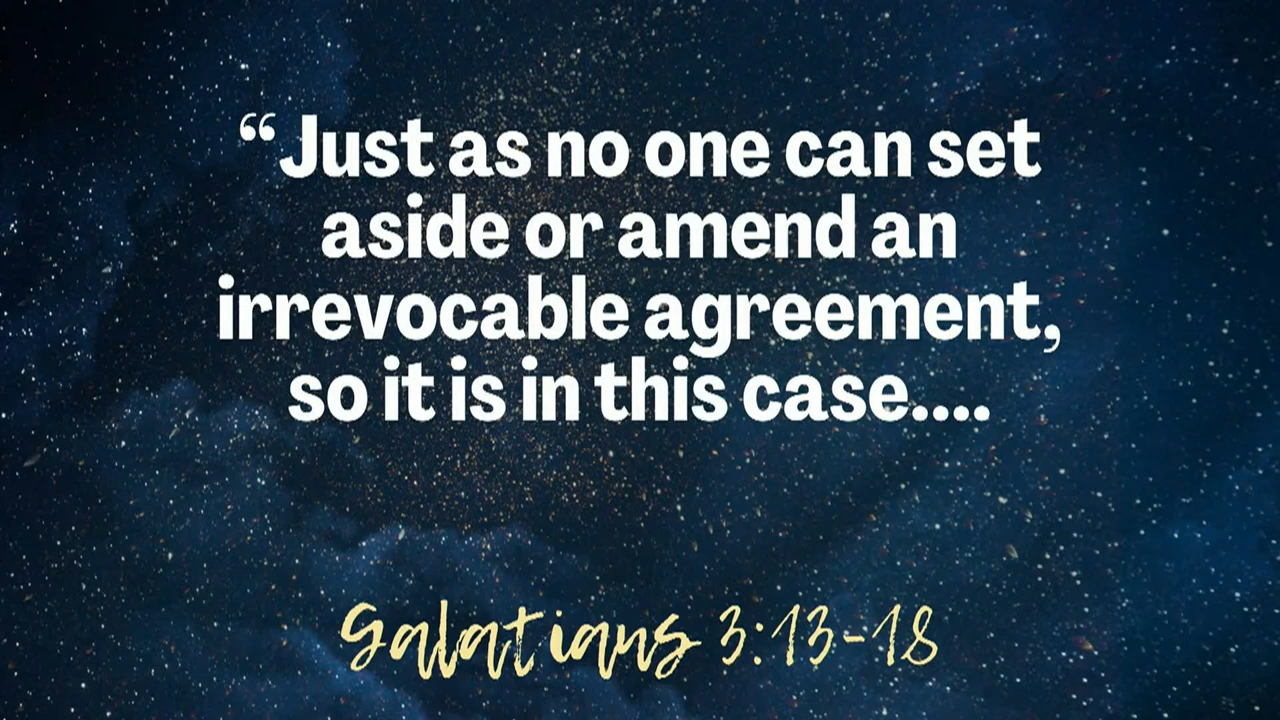 “Just as no one can set
aside or amend an
irrevocable agreement,
so it is in this case....
Galatians 3:13-18